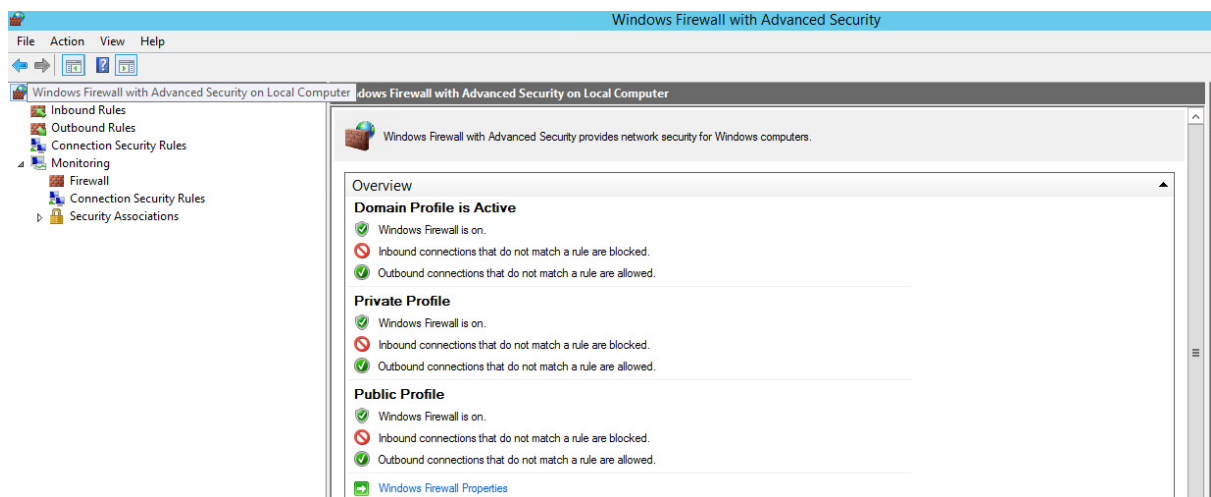 Windows Firewall with Advanced Security
File Action View Help
Windows Firewall with Advanced Security on Local Computer
Inbound Rules
Outbound Rules
Connection Security Rules
Monitoring
Firewall
Connection Security Rules
Security Associations
dows Firewall with Advanced Security on Local Computer
Windows Firewall with Advanced Security provides network security for Windows computers.
Overview
Domain Profile is Active
Windows Firewall is on.
Inbound connections that do not match a rule are blocked.
Outbound connections that do not match a rule are allowed.
Private Profile
Windows Firewall is on.
Inbound connections that do not match a rule are blocked.
Outbound connections that do not match a rule are allowed.
Public Profile
Windows Firewall is on.
Inbound connections that do not match a rule are blocked.
Outbound connections that do not match a rule are allowed.
Windows Firewall Properties